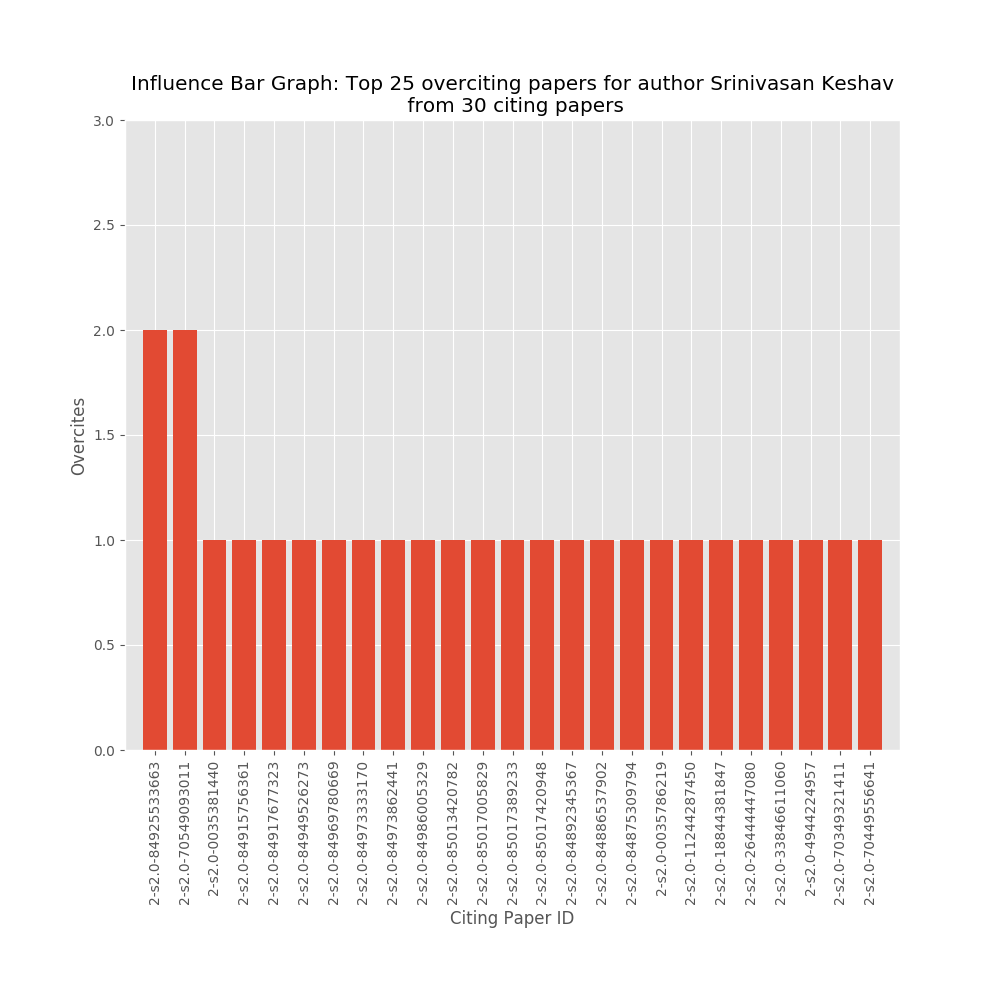 Influence Bar Graph: Top 25 overciting papers for author Srinivasan Keshav
from 30 citing papers
3.0
2.5
2.0
1.5
1.0
0.5
0.0
Overcites
2-s2.0-84925533663
2-s2.0-70549093011
2-s2.0-0035381440
2-s2.0-84915756361
2-s2.0-84917677323
2-s2.0-84949526273
2-s2.0-84969780669
2-s2.0-84973333170
2-s2.0-84973862441
2-s2.0-84986005329
2-s2.0-85013420782
2-s2.0-85017005829
2-s2.0-85017389233
2-s2.0-85017420948
2-s2.0-84892345367
2-s2.0-84886537902
2-s2.0-84875309794
2-s2.0-0035786219
2-s2.0-11244287450
2-s2.0-18844381847
2-s2.0-26444447080
2-s2.0-33846611060
2-s2.0-4944224957
2-s2.0-70349321411
2-s2.0-70449556641
Citing Paper ID